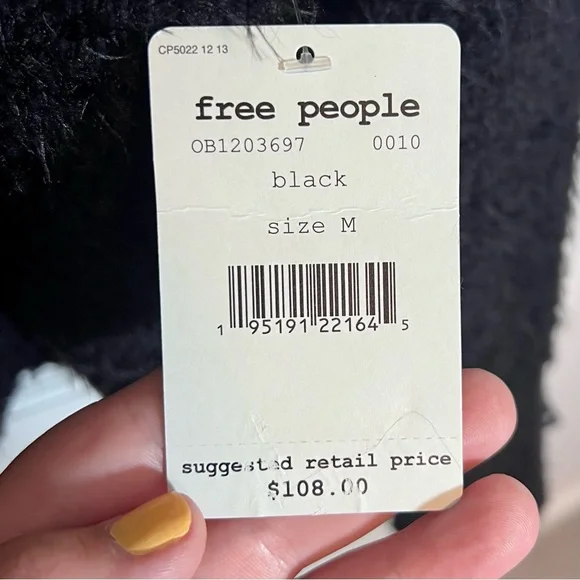 CP5022 12 13
free people
OB1203697 0010
black
size M
1 95191 22164 5
suggested retail price
$108.00